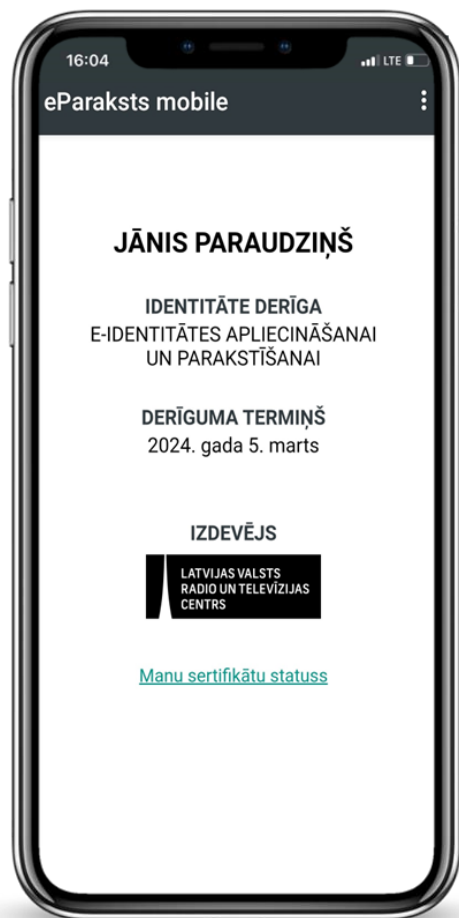 16:04
LTE
eParaksts mobile
JĀNIS PARAUDZIŅŠ
IDENTITĀTE DERĪGA
E-IDENTITĀTES APLIECINĀŠANAI
UN PARAKSTĪŠANAI
DERĪGUMA TERMIŅŠ
2024. gada 5. marts
IZDEVĒJS
LATVIJAS VALSTS
RADIO UN TELEVĪZIJAS
CENTRS
Manu sertifikātu statuss